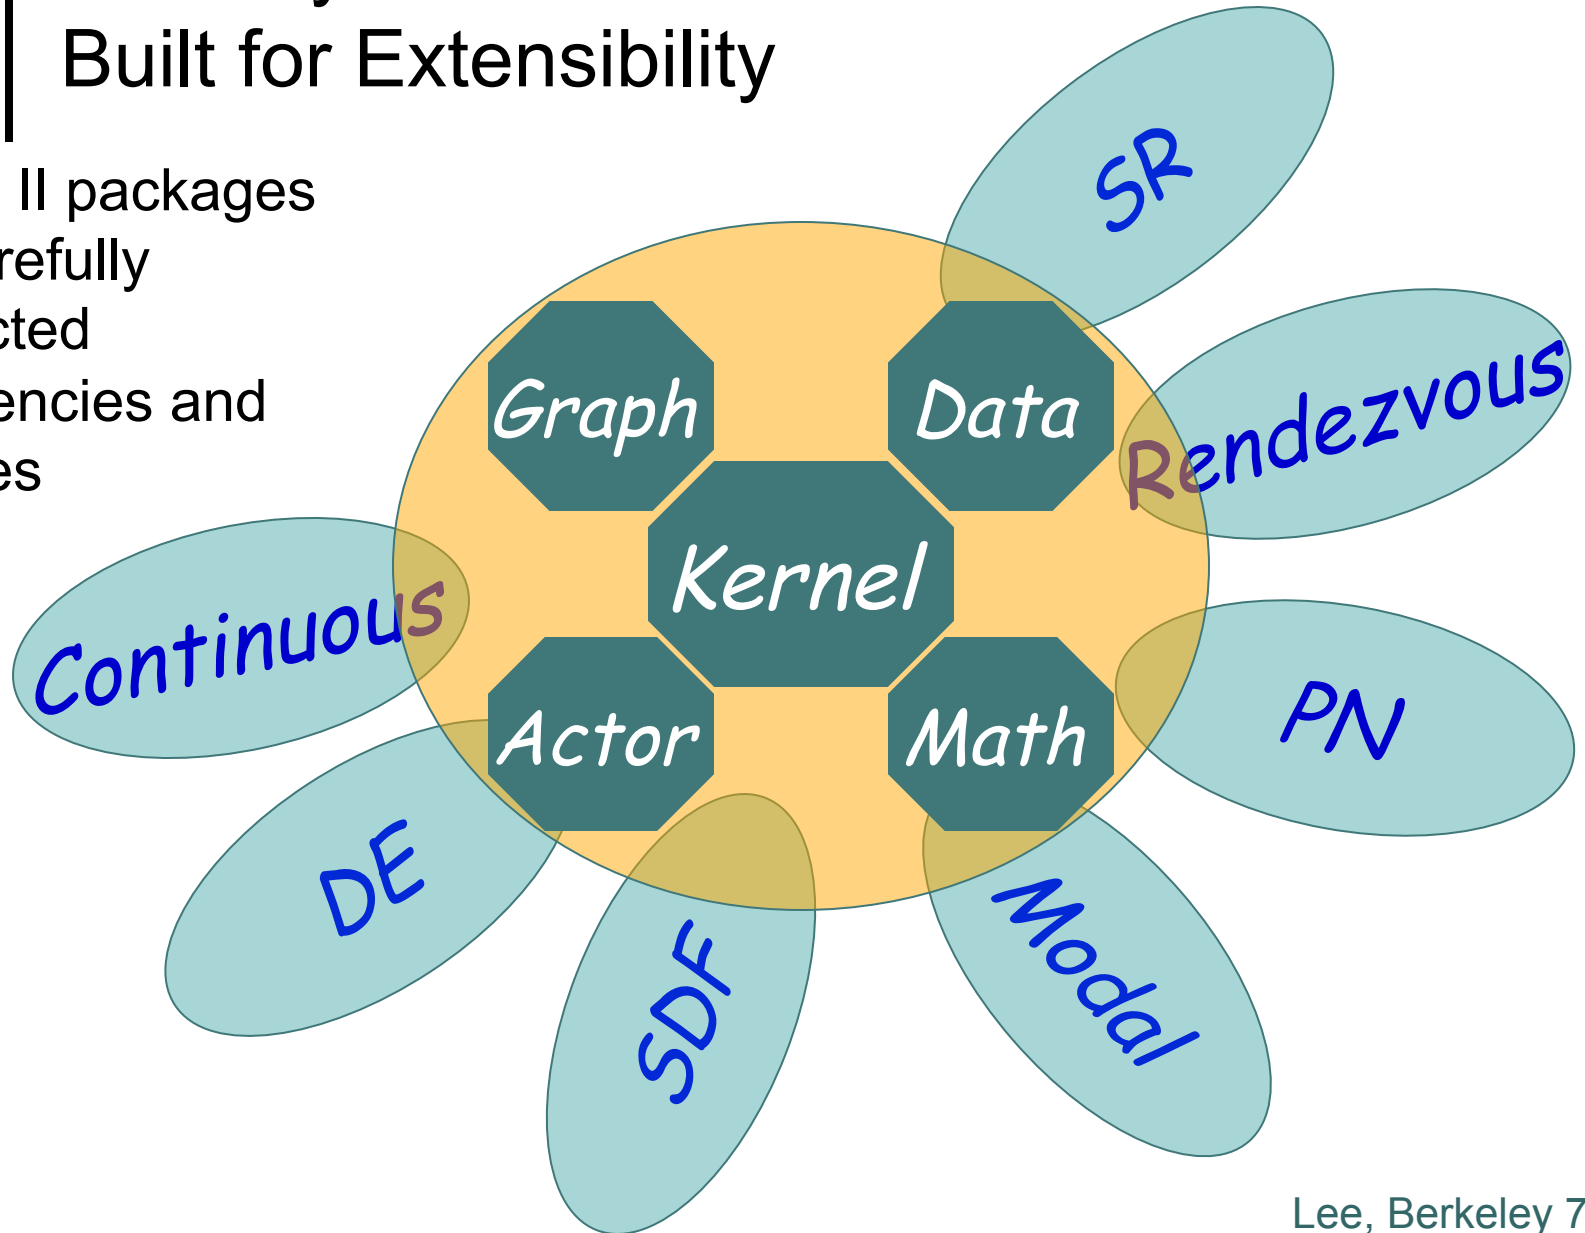 Built for Extensibility
II packages
refully
cted
encies and
es
SR
Rendezvous
Graph
Data
Kernel
Continuous
Actor
Math
PN
DE
SDF
Modal
Lee, Berkeley 7